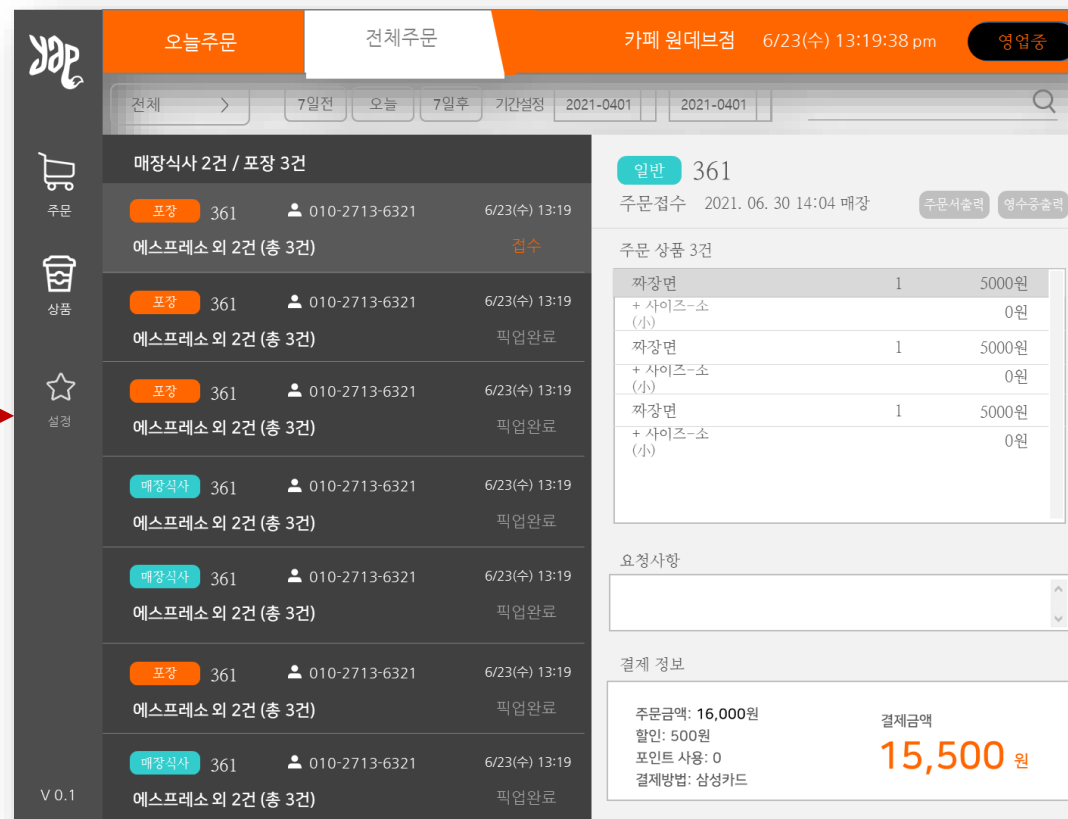 yap
오늘주문
전체주문
카페 원데브점 6/23(수) 13:19:38 pm 영업중
전체 > 7일전 오늘 7일후 기간설정 2021-0401 2021-0401
주문
상품
설정
V 0.1
매장식사 2건 / 포장 3건
포장 361 010-2713-6321 6/23(수) 13:19
에스프레소 외 2건 (총 3건) 접수
포장 361 010-2713-6321 6/23(수) 13:19
에스프레소 외 2건 (총 3건) 픽업완료
포장 361 010-2713-6321 6/23(수) 13:19
에스프레소 외 2건 (총 3건) 픽업완료
매장식사 361 010-2713-6321 6/23(수) 13:19
에스프레소 외 2건 (총 3건) 픽업완료
매장식사 361 010-2713-6321 6/23(수) 13:19
에스프레소 외 2건 (총 3건) 픽업완료
포장 361 010-2713-6321 6/23(수) 13:19
에스프레소 외 2건 (총 3건) 픽업완료
매장식사 361 010-2713-6321 6/23(수) 13:19
에스프레소 외 2건 (총 3건) 픽업완료
일반 361
주문접수 2021. 06. 30 14:04 매장 주문서출력 영수증출력
주문 상품 3건
짜장면 1 5000원
+ 사이즈-소 0원
(小)
짜장면 1 5000원
+ 사이즈-소 0원
(小)
짜장면 1 5000원
+ 사이즈-소 0원
(小)
요청사항
결제 정보
주문금액: 16,000원
할인: 500원
포인트 사용: 0
결제방법: 삼성카드
결제금액
15,500 원